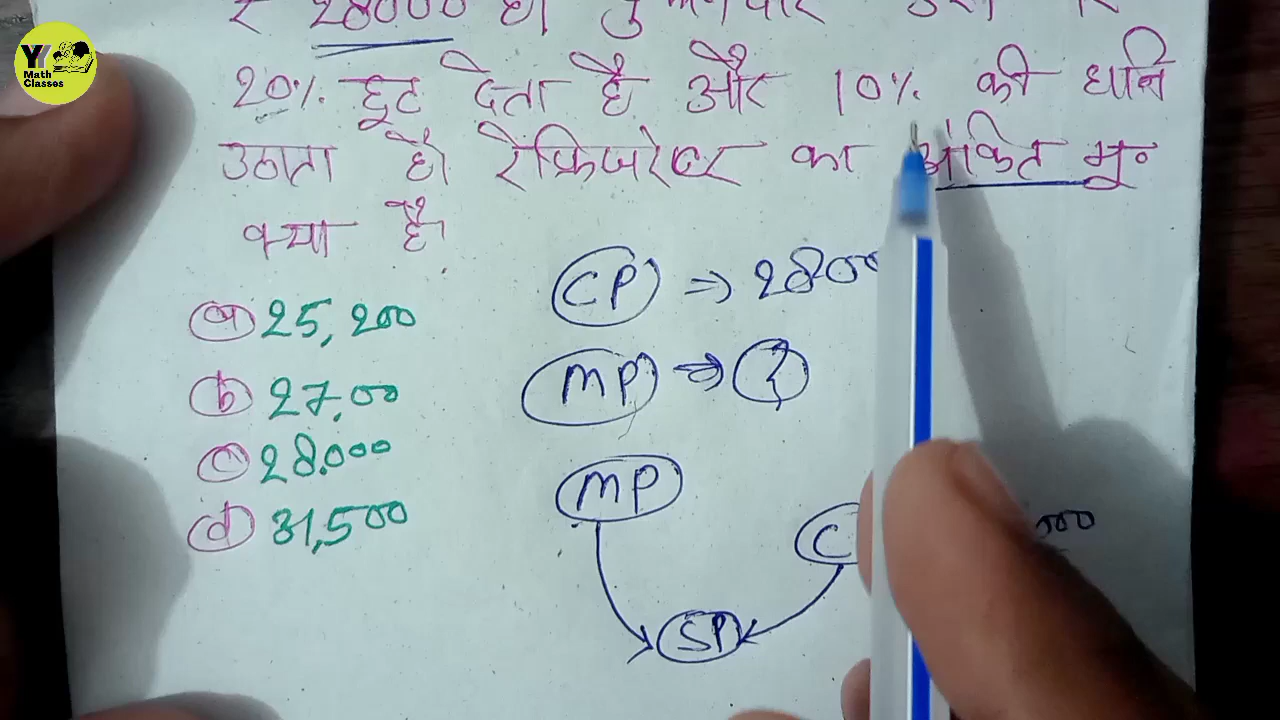 ₹ 28000 है।
20% छूट देता है और 10% की हानि
उठाता है। रेफ्रिजरेटर का अंकित मू॰
क्या है।
CP ⇒ 2800
a 25,200
MP ⇒ ?
b 27,00
c 28,000
MP
d 31,500
C 000
SP
Y
Math
Classes